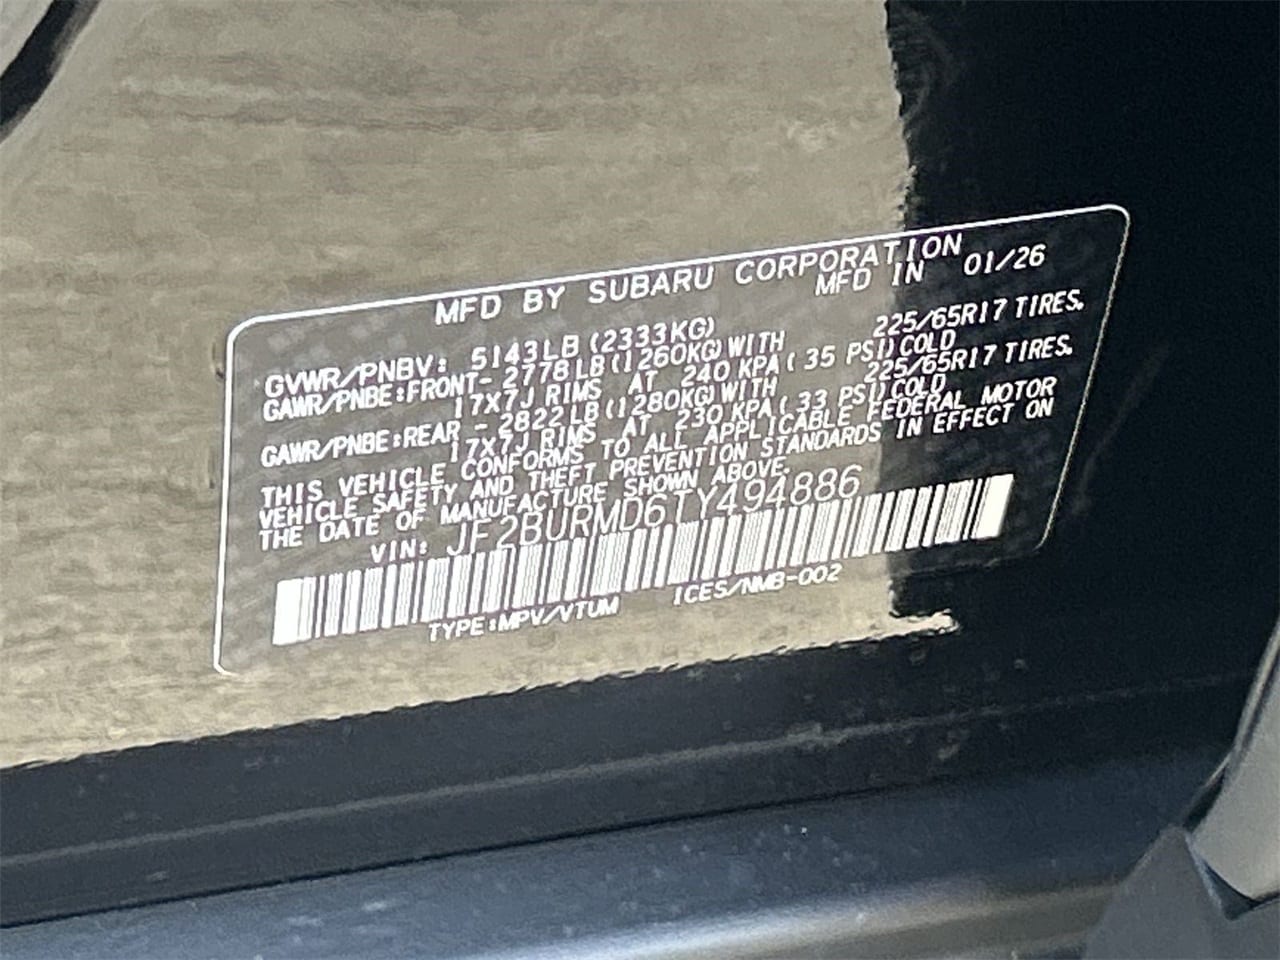 MFD BY SUBARU CORPORATION
MFD IN 01/26
GVWR/PNBV: 5143LB (2333KG)
GAWR/PNBE:FRONT- 2778LB(1260KG)WITH 225/65R17 TIRES.
17X7J RIMS AT 240 KPA( 35 PSI)COLD
GAWR/PNBE:REAR - 2822LB(1280KG)WITH 225/65R17 TIRES.
17X7J RIMS AT 230 KPA( 33 PSI)COLD
THIS VEHICLE CONFORMS TO ALL APPLICABLE FEDERAL MOTOR
VEHICLE SAFETY AND THEFT PREVENTION STANDARDS IN EFFECT ON
THE DATE OF MANUFACTURE SHOWN ABOVE.
VIN: JF2BURMD6TY494886
TYPE:MPV/VTUM ICES/NMB-002